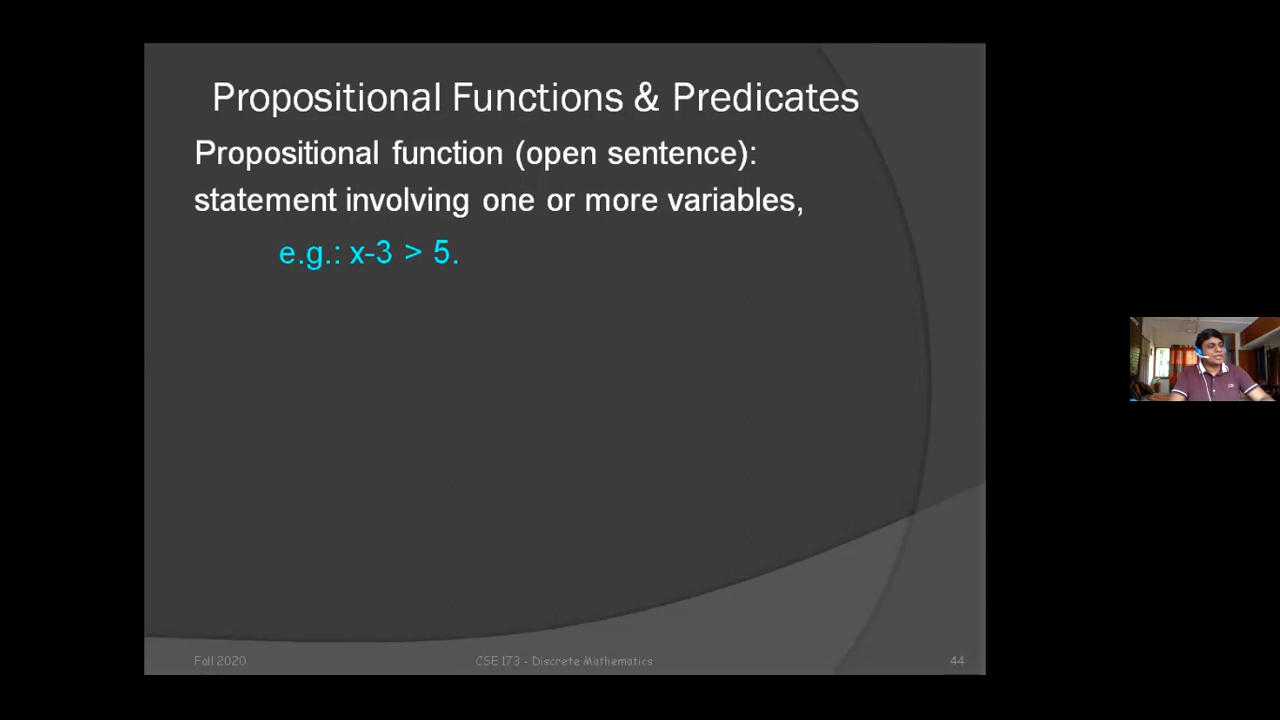 Propositional Functions & Predicates
Propositional function (open sentence):
statement involving one or more variables,
e.g.: x-3 > 5.
Fall 2020
CSE 173 - Discrete Mathematics
44